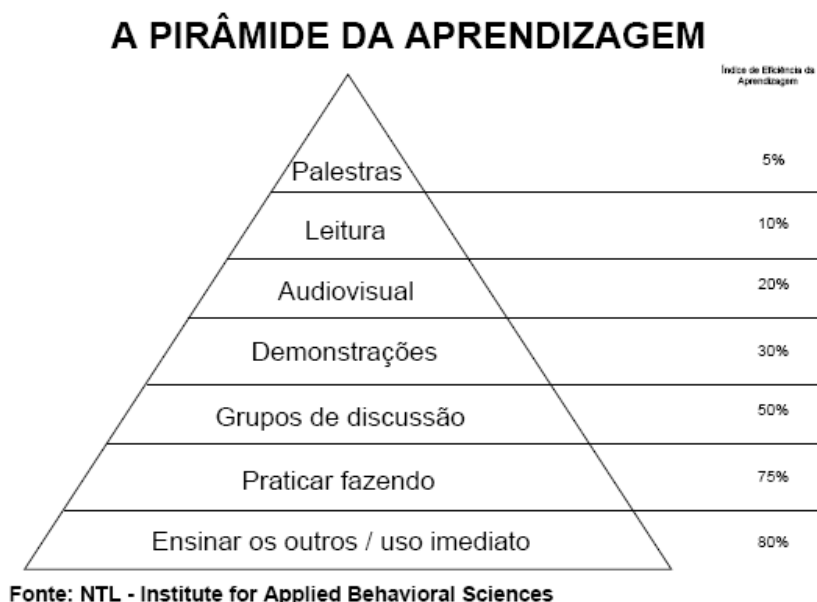 A PIRÂMIDE DA APRENDIZAGEM
Índice de Eficiência da
Aprendizagem
Palestras 5%
Leitura 10%
Audiovisual 20%
Demonstrações 30%
Grupos de discussão 50%
Praticar fazendo 75%
Ensinar os outros / uso imediato 80%
Fonte: NTL - Institute for Applied Behavioral Sciences